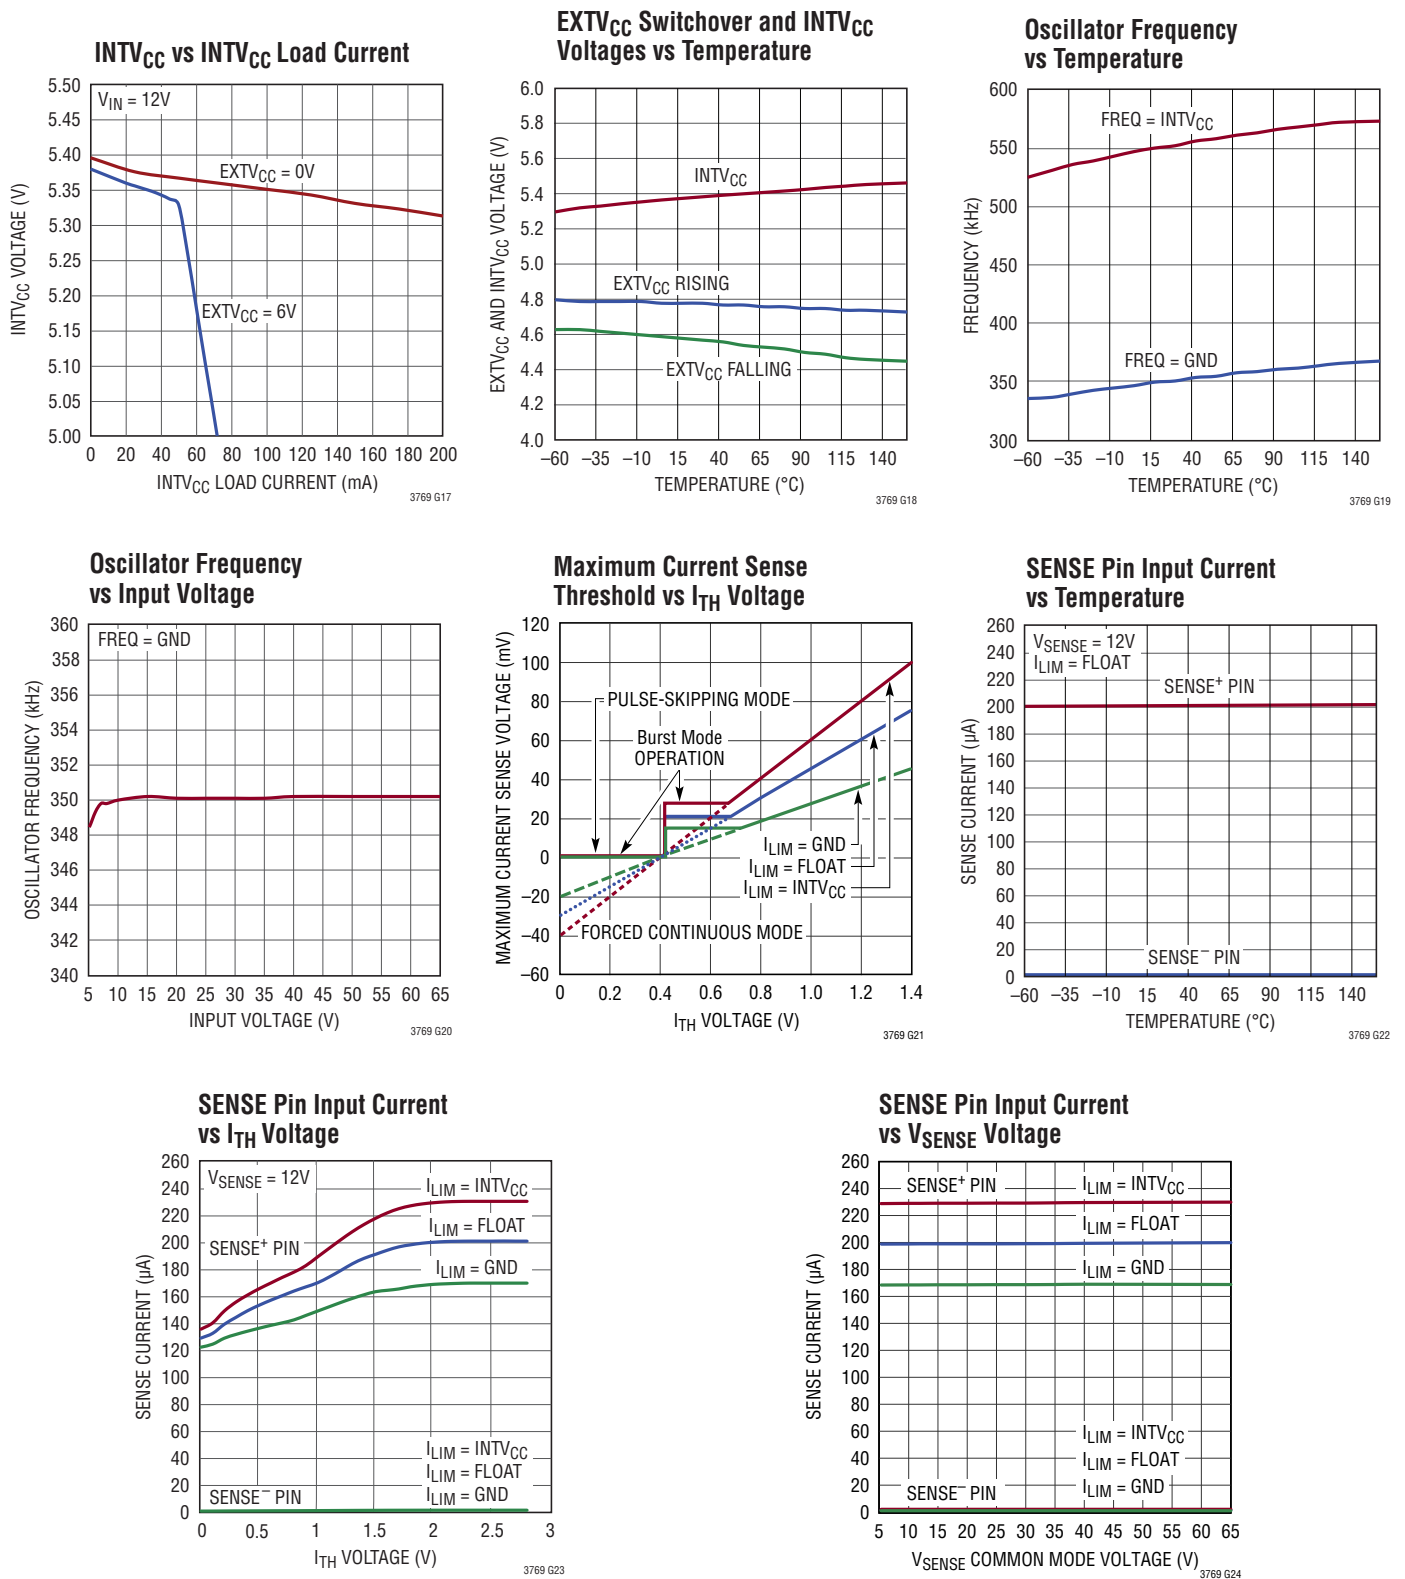 INTVCC vs INTVCC Load Current
5.50
5.45
5.40
5.35
5.30
5.25
5.20
5.15
5.10
5.05
5.00
INTVCC VOLTAGE (V)
VIN = 12V
EXTVCC = 0V
EXTVCC = 6V
0 20 40 60 80 100 120 140 160 180 200
INTVCC LOAD CURRENT (mA)
3769 G17
EXTVCC Switchover and INTVCC
Voltages vs Temperature
6.0
5.8
5.6
5.4
5.2
5.0
4.8
4.6
4.4
4.2
4.0
EXTVCC AND INTVCC VOLTAGE (V)
INTVCC
EXTVCC RISING
EXTVCC FALLING
–60 –35 –10 15 40 65 90 115 140
TEMPERATURE (°C)
3769 G18
Oscillator Frequency
vs Temperature
600
550
500
450
400
350
300
FREQUENCY (kHz)
FREQ = INTVCC
FREQ = GND
–60 –35 –10 15 40 65 90 115 140
TEMPERATURE (°C)
3769 G19
Oscillator Frequency
vs Input Voltage
360
358
356
354
352
350
348
346
344
342
340
OSCILLATOR FREQUENCY (kHz)
FREQ = GND
5 10 15 20 25 30 35 40 45 50 55 60 65
INPUT VOLTAGE (V)
3769 G20
Maximum Current Sense
Threshold vs ITH Voltage
120
100
80
60
40
20
0
–20
–40
–60
MAXIMUM CURRENT SENSE VOLTAGE (mV)
PULSE-SKIPPING MODE
Burst Mode
OPERATION
ILIM = GND
ILIM = FLOAT
ILIM = INTVCC
FORCED CONTINUOUS MODE
0 0.2 0.4 0.6 0.8 1.0 1.2 1.4
ITH VOLTAGE (V)
3769 G21
SENSE Pin Input Current
vs Temperature
260
240
220
200
180
160
140
120
100
80
60
40
20
0
SENSE CURRENT (µA)
VSENSE = 12V
ILIM = FLOAT
SENSE+ PIN
SENSE– PIN
–60 –35 –10 15 40 65 90 115 140
TEMPERATURE (°C)
3769 G22
SENSE Pin Input Current
vs ITH Voltage
260
240
220
200
180
160
140
120
100
80
60
40
20
0
SENSE CURRENT (µA)
VSENSE = 12V
ILIM = INTVCC
ILIM = FLOAT
SENSE+ PIN
ILIM = GND
ILIM = INTVCC
ILIM = FLOAT
ILIM = GND
SENSE– PIN
0 0.5 1 1.5 2 2.5 3
ITH VOLTAGE (V)
3769 G23
SENSE Pin Input Current
vs VSENSE Voltage
260
240
220
200
180
160
140
120
100
80
60
40
20
0
SENSE CURRENT (µA)
SENSE+ PIN
ILIM = INTVCC
ILIM = FLOAT
ILIM = GND
ILIM = INTVCC
ILIM = FLOAT
ILIM = GND
SENSE– PIN
5 10 15 20 25 30 35 40 45 50 55 60 65
VSENSE COMMON MODE VOLTAGE (V)
3769 G24